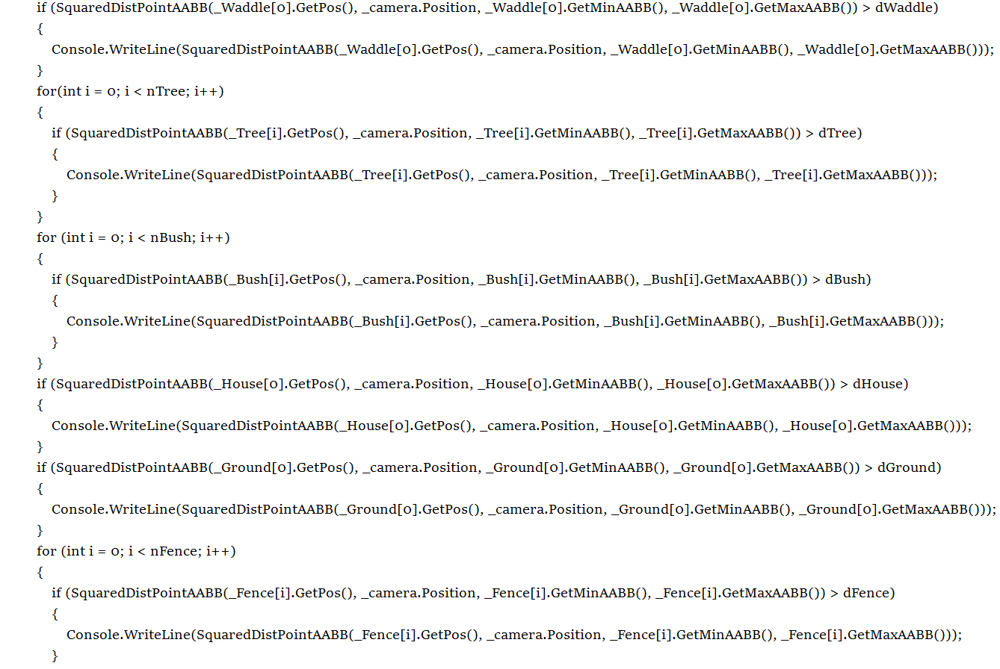 if (SquaredDistPointAABB(_Waddle[0].GetPos(), _camera.Position, _Waddle[0].GetMinAABB(), _Waddle[0].GetMaxAABB()) > dWaddle)
{
Console.WriteLine(SquaredDistPointAABB(_Waddle[0].GetPos(), _camera.Position, _Waddle[0].GetMinAABB(), _Waddle[0].GetMaxAABB()));
}
for(int i = 0; i < nTree; i++)
{
if (SquaredDistPointAABB(_Tree[i].GetPos(), _camera.Position, _Tree[i].GetMinAABB(), _Tree[i].GetMaxAABB()) > dTree)
{
Console.WriteLine(SquaredDistPointAABB(_Tree[i].GetPos(), _camera.Position, _Tree[i].GetMinAABB(), _Tree[i].GetMaxAABB()));
}
}
for (int i = 0; i < nBush; i++)
{
if (SquaredDistPointAABB(_Bush[i].GetPos(), _camera.Position, _Bush[i].GetMinAABB(), _Bush[i].GetMaxAABB()) > dBush)
{
Console.WriteLine(SquaredDistPointAABB(_Bush[i].GetPos(), _camera.Position, _Bush[i].GetMinAABB(), _Bush[i].GetMaxAABB()));
}
}
if (SquaredDistPointAABB(_House[0].GetPos(), _camera.Position, _House[0].GetMinAABB(), _House[0].GetMaxAABB()) > dHouse)
{
Console.WriteLine(SquaredDistPointAABB(_House[0].GetPos(), _camera.Position, _House[0].GetMinAABB(), _House[0].GetMaxAABB()));
}
if (SquaredDistPointAABB(_Ground[0].GetPos(), _camera.Position, _Ground[0].GetMinAABB(), _Ground[0].GetMaxAABB()) > dGround)
{
Console.WriteLine(SquaredDistPointAABB(_Ground[0].GetPos(), _camera.Position, _Ground[0].GetMinAABB(), _Ground[0].GetMaxAABB()));
}
for (int i = 0; i < nFence; i++)
{
if (SquaredDistPointAABB(_Fence[i].GetPos(), _camera.Position, _Fence[i].GetMinAABB(), _Fence[i].GetMaxAABB()) > dFence)
{
Console.WriteLine(SquaredDistPointAABB(_Fence[i].GetPos(), _camera.Position, _Fence[i].GetMinAABB(), _Fence[i].GetMaxAABB()));
}